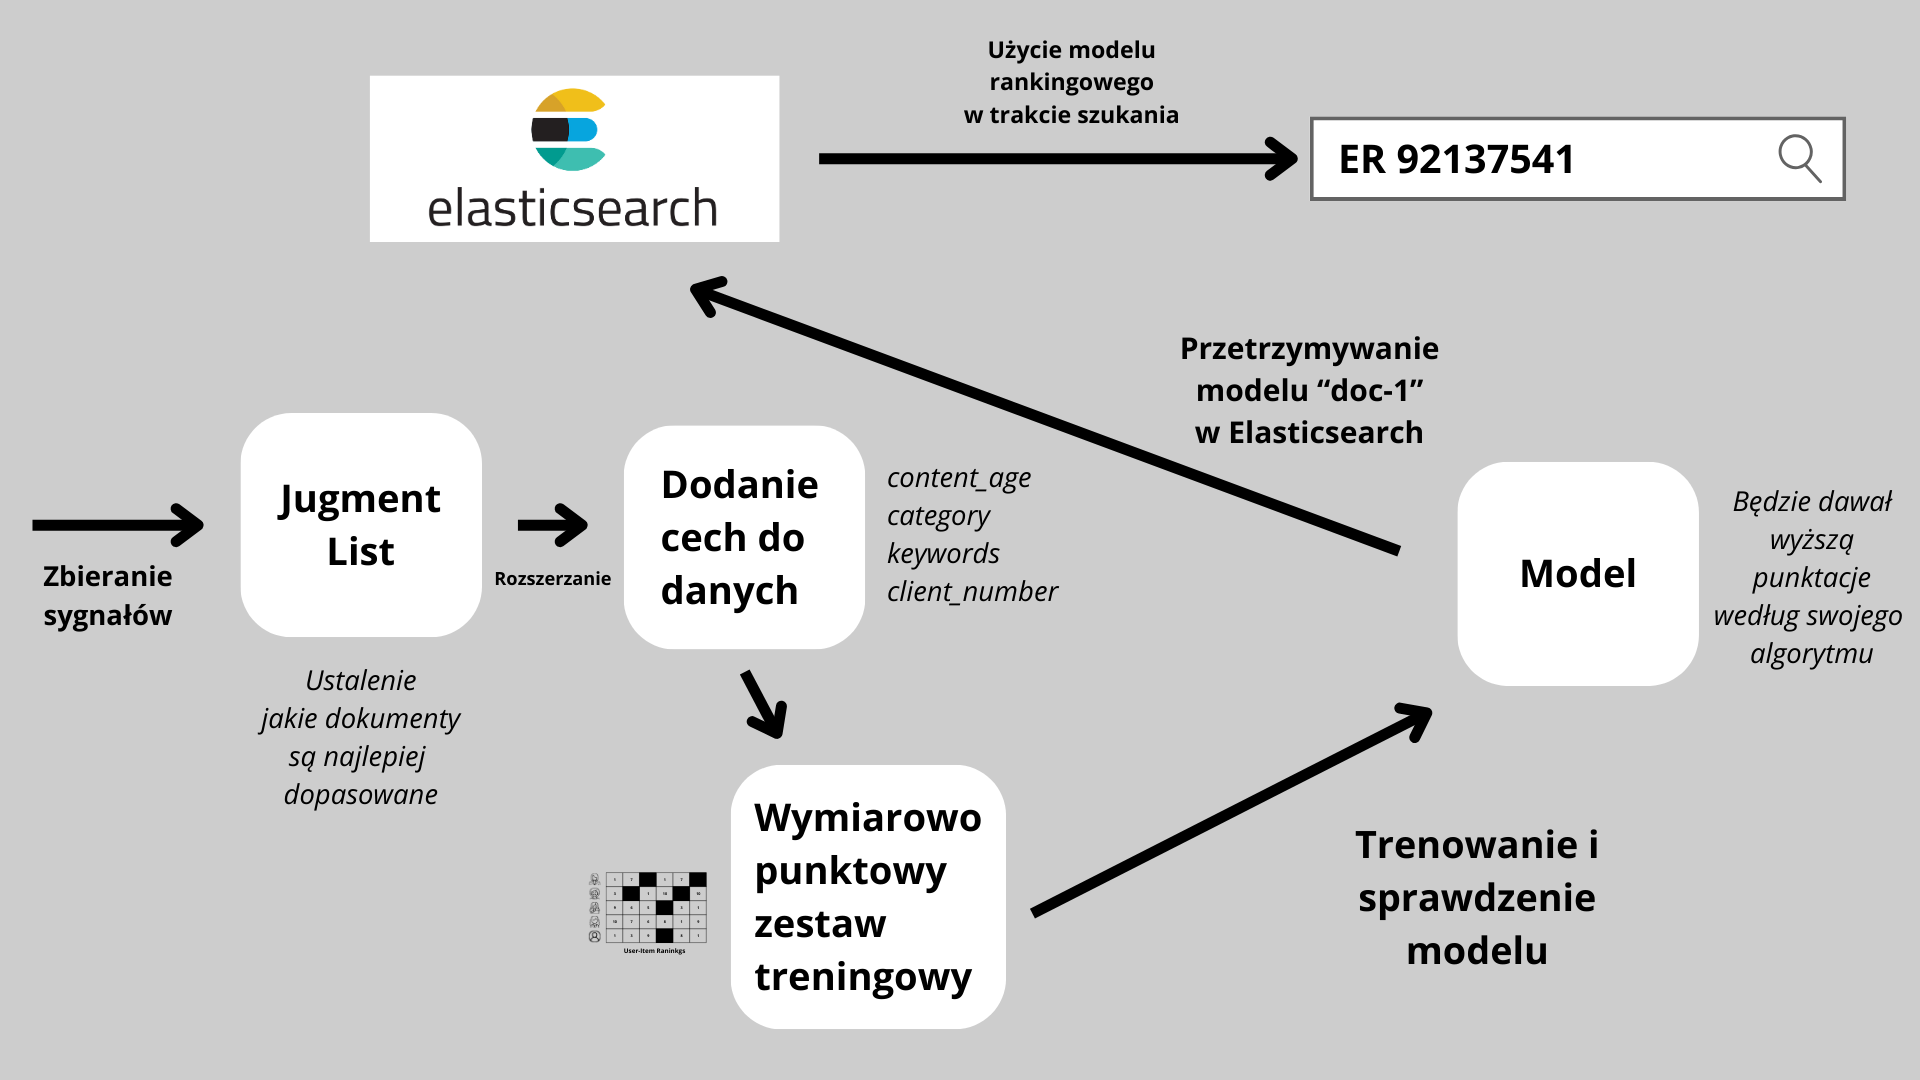 Użycie modelu
rankingowego
w trakcie szukania
elasticsearch
ER 92137541
Przetrzymywanie
modelu “doc-1”
w Elasticsearch
Zbieranie
sygnałów
Jugment
List
Ustalenie
jakie dokumenty
są najlepiej
dopasowane
Rozszerzanie
Dodanie
cech do
danych
content_age
category
keywords
client_number
Model
Będzie dawał
wyższą
punktacje
według swojego
algorytmu
User-Item Raninkgs
Wymiarowo
punktowy
zestaw
treningowy
Trenowanie i
sprawdzenie
modelu